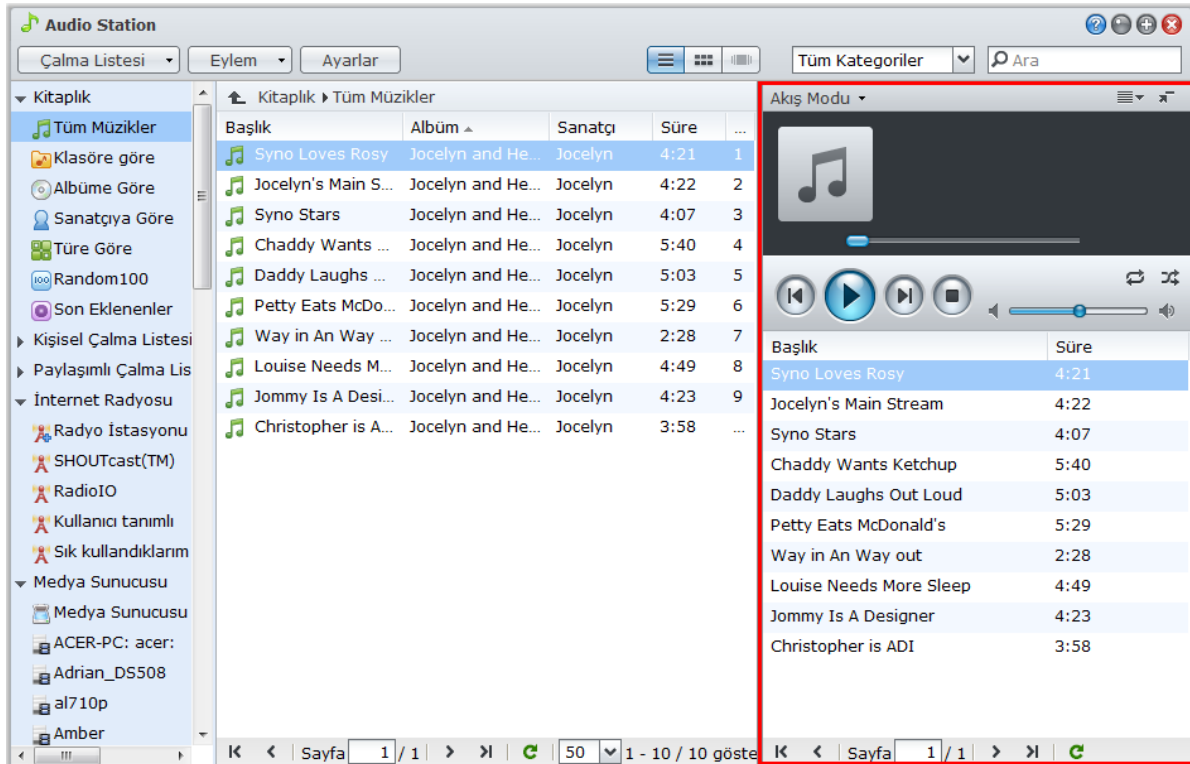 Audio Station
Çalma Listesi
Eylem
Ayarlar
Tüm Kategoriler
Ara
Kitaplık
Tüm Müzikler
Klasöre göre
Albüme Göre
Sanatçıya Göre
Türe Göre
100 Random100
Son Eklenenler
Kişisel Çalma Listesi
Paylaşımlı Çalma Lis
İnternet Radyosu
Radyo İstasyonu
SHOUTcast(TM)
RadioIO
Kullanıcı tanımlı
Sık kullandıklarım
Medya Sunucusu
Medya Sunucusu
ACER-PC: acer:
Adrian_DS508
al710p
Amber
Kitaplık Tüm Müzikler
Başlık Albüm Sanatçı Süre ...
Syno Loves Rosy Jocelyn and He... Jocelyn 4:21 1
Jocelyn's Main S... Jocelyn and He... Jocelyn 4:22 2
Syno Stars Jocelyn and He... Jocelyn 4:07 3
Chaddy Wants ... Jocelyn and He... Jocelyn 5:40 4
Daddy Laughs ... Jocelyn and He... Jocelyn 5:03 5
Petty Eats McDo... Jocelyn and He... Jocelyn 5:29 6
Way in An Way ... Jocelyn and He... Jocelyn 2:28 7
Louise Needs M... Jocelyn and He... Jocelyn 4:49 8
Jommy Is A Desi... Jocelyn and He... Jocelyn 4:23 9
Christopher is A... Jocelyn and He... Jocelyn 3:58 ...
Sayfa 1 / 1 50 1 - 10 / 10 göste
Akış Modu
Başlık Süre
Syno Loves Rosy 4:21
Jocelyn's Main Stream 4:22
Syno Stars 4:07
Chaddy Wants Ketchup 5:40
Daddy Laughs Out Loud 5:03
Petty Eats McDonald's 5:29
Way in An Way out 2:28
Louise Needs More Sleep 4:49
Jommy Is A Designer 4:23
Christopher is ADI 3:58
Sayfa 1 / 1